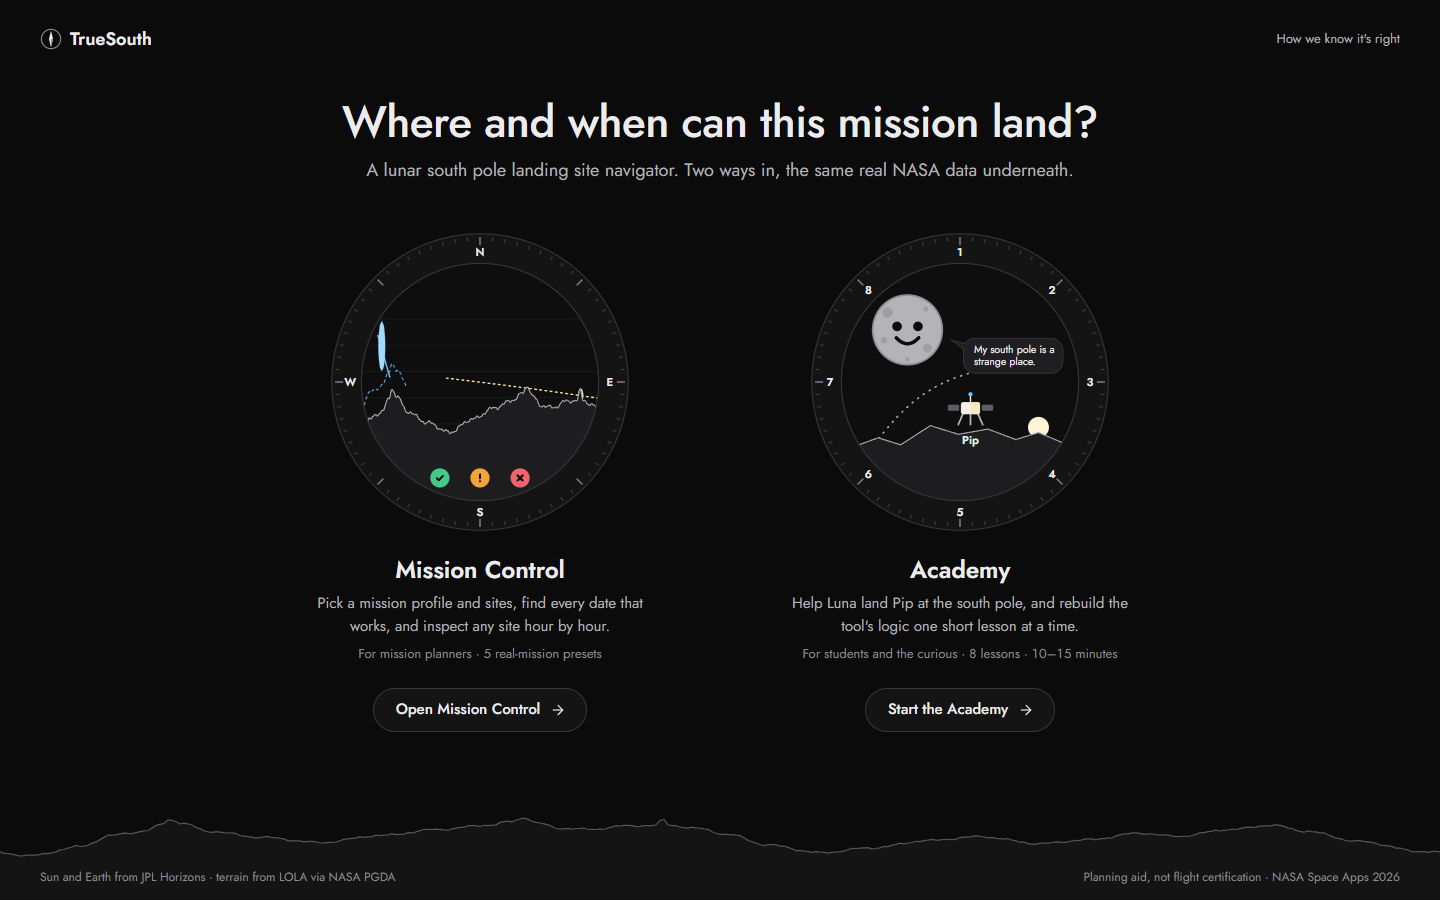 TrueSouth
How we know it's right
Where and when can this mission land?
A lunar south pole landing site navigator. Two ways in, the same real NASA data underneath.
N
W
E
S
1
8
2
My south pole is a
strange place.
7
3
Pip
6
4
5
Mission Control
Pick a mission profile and sites, find every date that
works, and inspect any site hour by hour.
For mission planners · 5 real-mission presets
Open Mission Control →
Academy
Help Luna land Pip at the south pole, and rebuild the
tool's logic one short lesson at a time.
For students and the curious · 8 lessons · 10–15 minutes
Start the Academy →
Sun and Earth from JPL Horizons · terrain from LOLA via NASA PGDA
Planning aid, not flight certification · NASA Space Apps 2026